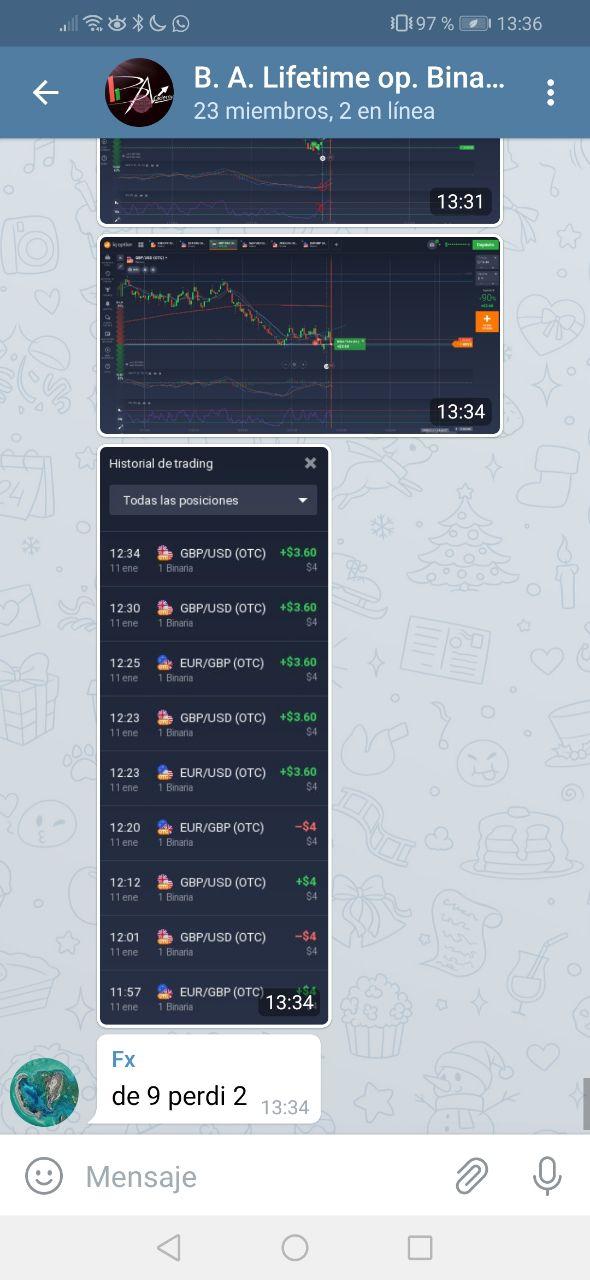 97 % 13:36
B. A. Lifetime op. Bina...
23 miembros, 2 en línea
13:31
iq option
GBP/USD (OTC)
13:34
Historial de trading
Todas las posiciones
12:34 GBP/USD (OTC) +$3.60
11 ene 1 Binaria $4
12:30 GBP/USD (OTC) +$3.60
11 ene 1 Binaria $4
12:25 EUR/GBP (OTC) +$3.60
11 ene 1 Binaria $4
12:23 GBP/USD (OTC) +$3.60
11 ene 1 Binaria $4
12:23 EUR/USD (OTC) +$3.60
11 ene 1 Binaria $4
12:20 EUR/GBP (OTC) −$4
11 ene 1 Binaria $4
12:12 GBP/USD (OTC) +$4
11 ene 1 Binaria $4
12:01 GBP/USD (OTC) −$4
11 ene 1 Binaria $4
11:57 EUR/GBP (OTC) +$4
11 ene 1 Binaria
13:34
Fx
de 9 perdi 2 13:34
Mensaje